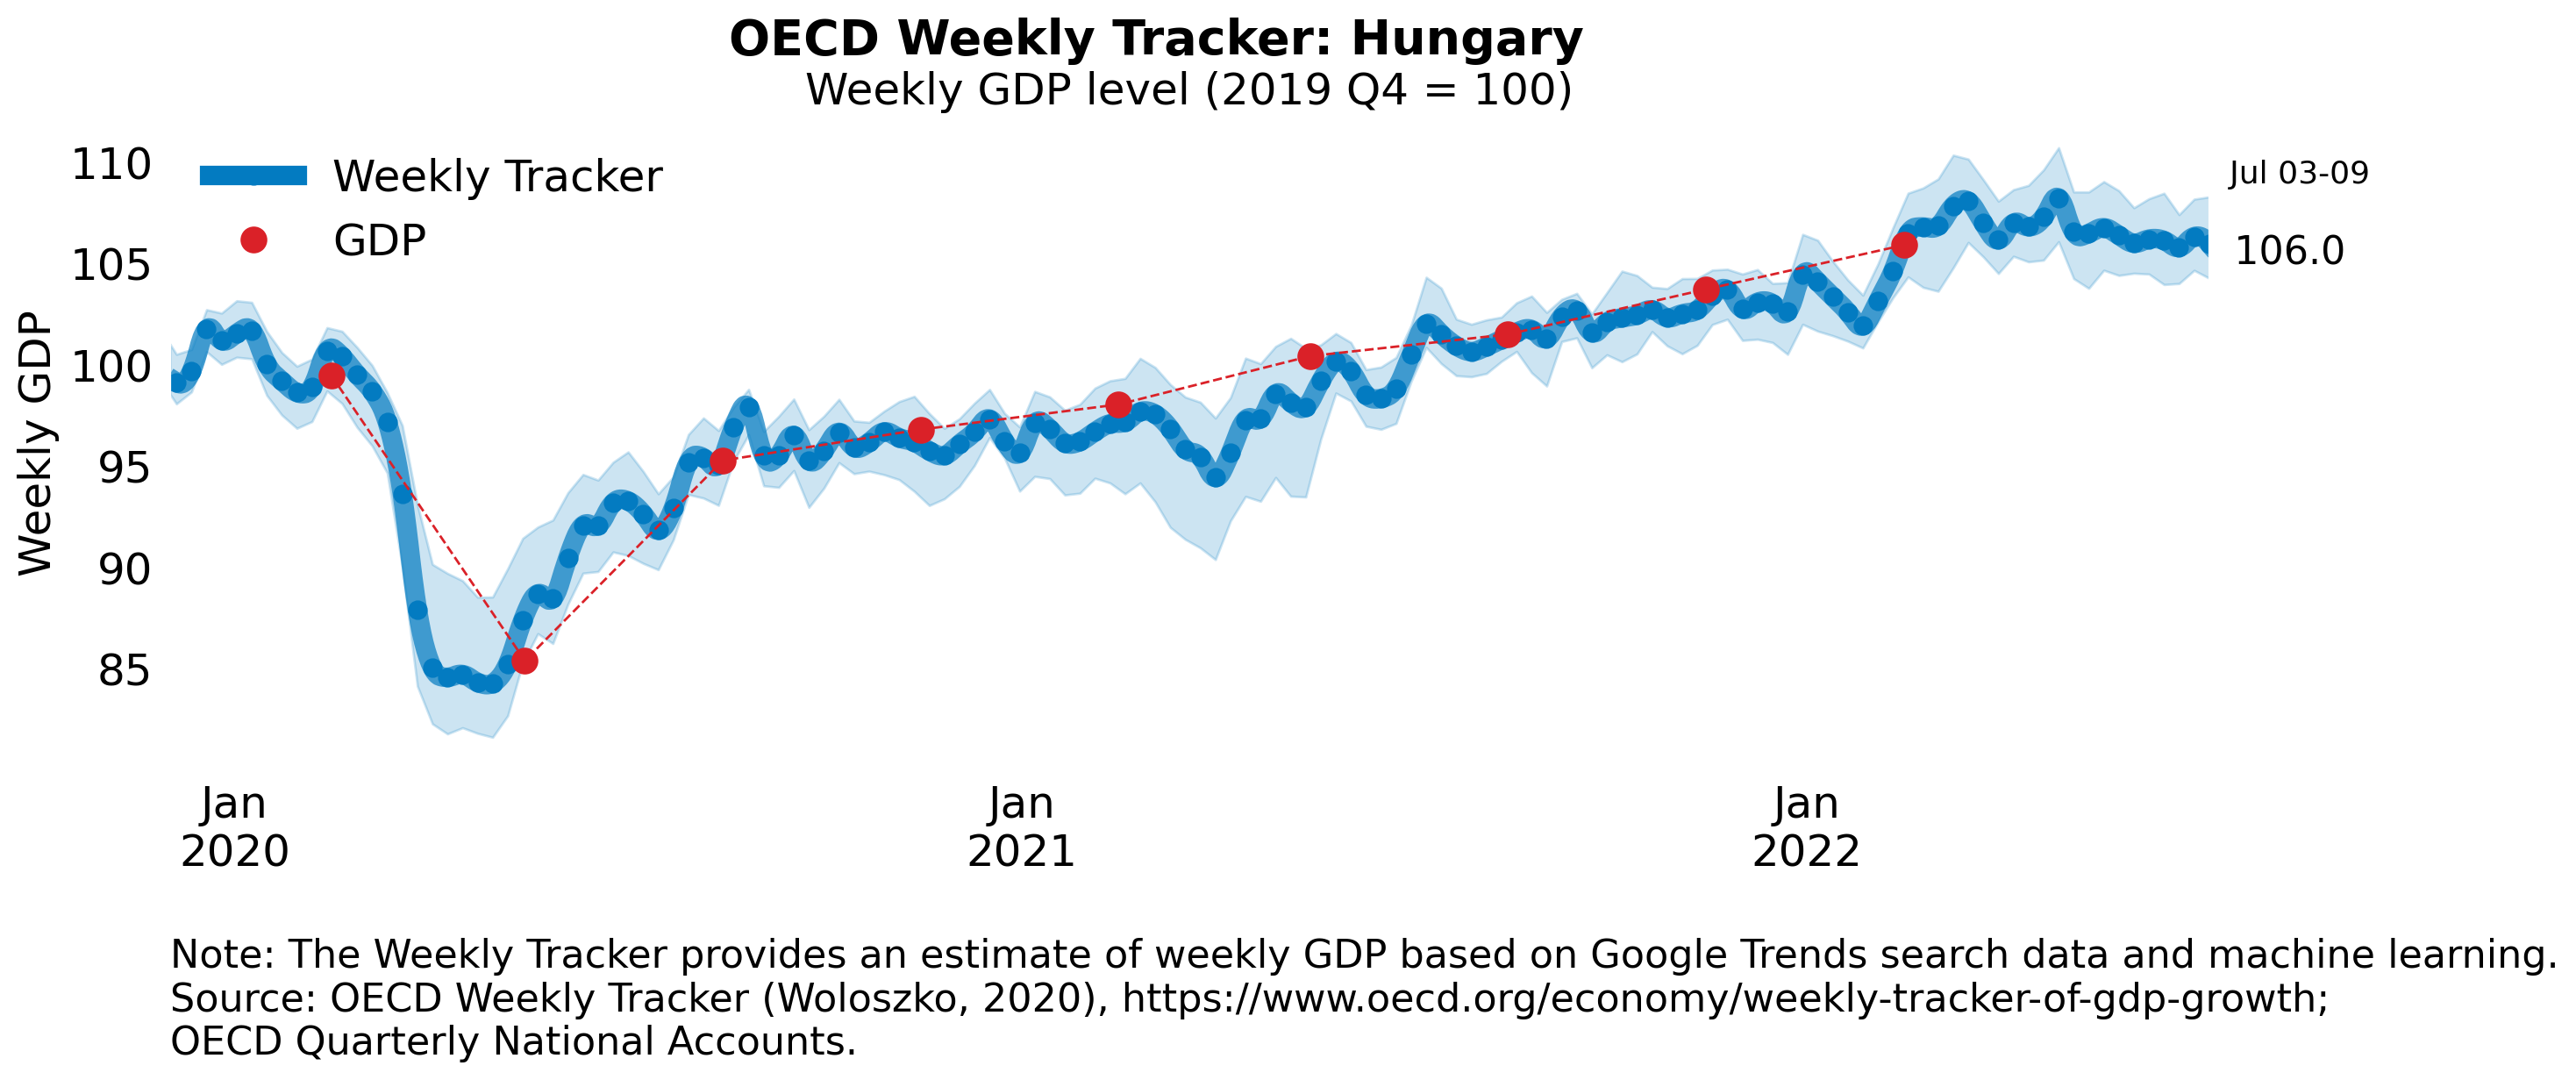 OECD Weekly Tracker: Hungary
Weekly GDP level (2019 Q4 = 100)
Weekly Tracker
GDP
Weekly GDP
110
105
100
95
90
85
Jul 03-09
106.0
Jan
2020
Jan
2021
Jan
2022
Note: The Weekly Tracker provides an estimate of weekly GDP based on Google Trends search data and machine learning.
Source: OECD Weekly Tracker (Woloszko, 2020), https://www.oecd.org/economy/weekly-tracker-of-gdp-growth;
OECD Quarterly National Accounts.